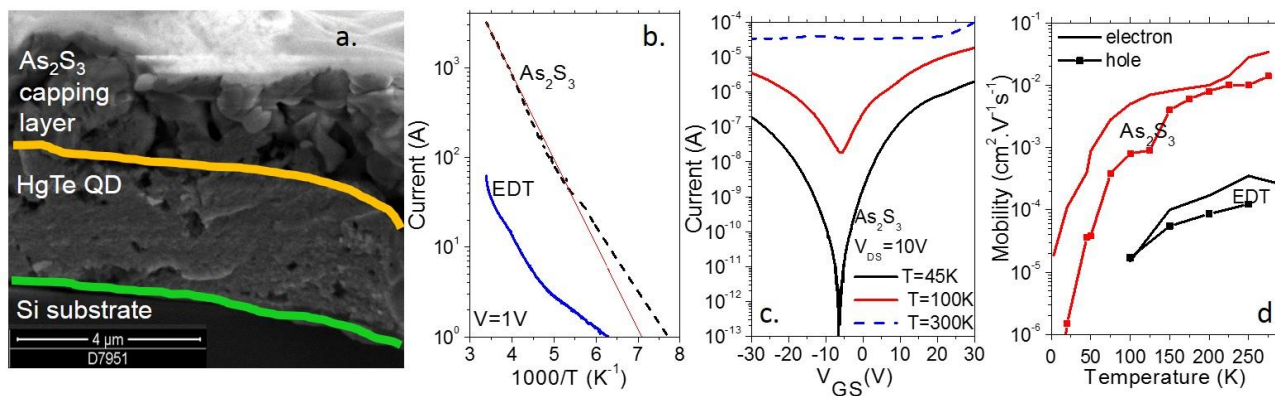 a.
As₂S₃
capping
layer
HgTe QD
Si substrate
4 µm
D7951
b.
Current (A)
10³
10²
10¹
10⁰
As₂S₃
EDT
V=1V
3 4 5 6 7 8
1000/T (K⁻¹)
c.
Current (A)
10⁻⁴
10⁻⁵
10⁻⁶
10⁻⁷
10⁻⁸
10⁻⁹
10⁻¹⁰
10⁻¹¹
10⁻¹²
10⁻¹³
As₂S₃
V_DS=10V
T=45K
T=100K
T=300K
-30 -20 -10 0 10 20 30
V_GS(V)
d.
Mobility (cm².V⁻¹s⁻¹)
10⁻¹
10⁻²
10⁻³
10⁻⁴
10⁻⁵
10⁻⁶
electron
hole
As₂S₃
EDT
0 50 100 150 200 250
Temperature (K)